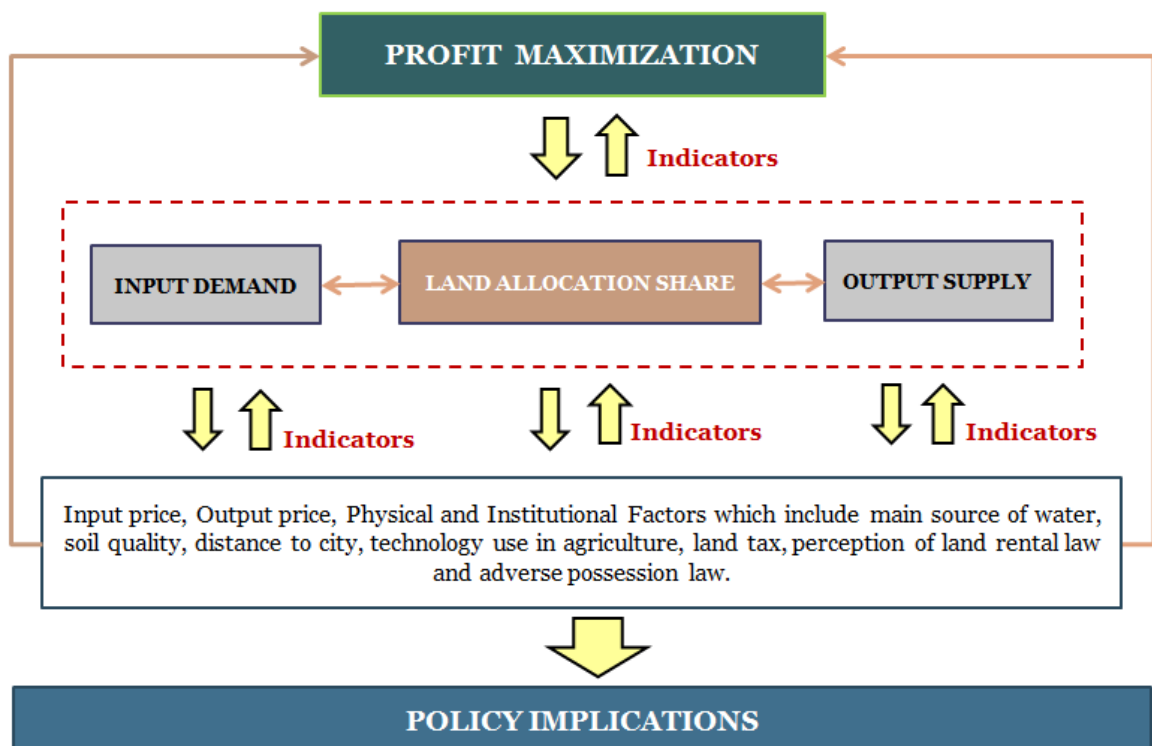 PROFIT MAXIMIZATION
Indicators
INPUT DEMAND
LAND ALLOCATION SHARE
OUTPUT SUPPLY
Indicators
Indicators
Indicators
Input price, Output price, Physical and Institutional Factors which include main source of water,
soil quality, distance to city, technology use in agriculture, land tax, perception of land rental law
and adverse possession law.
POLICY IMPLICATIONS